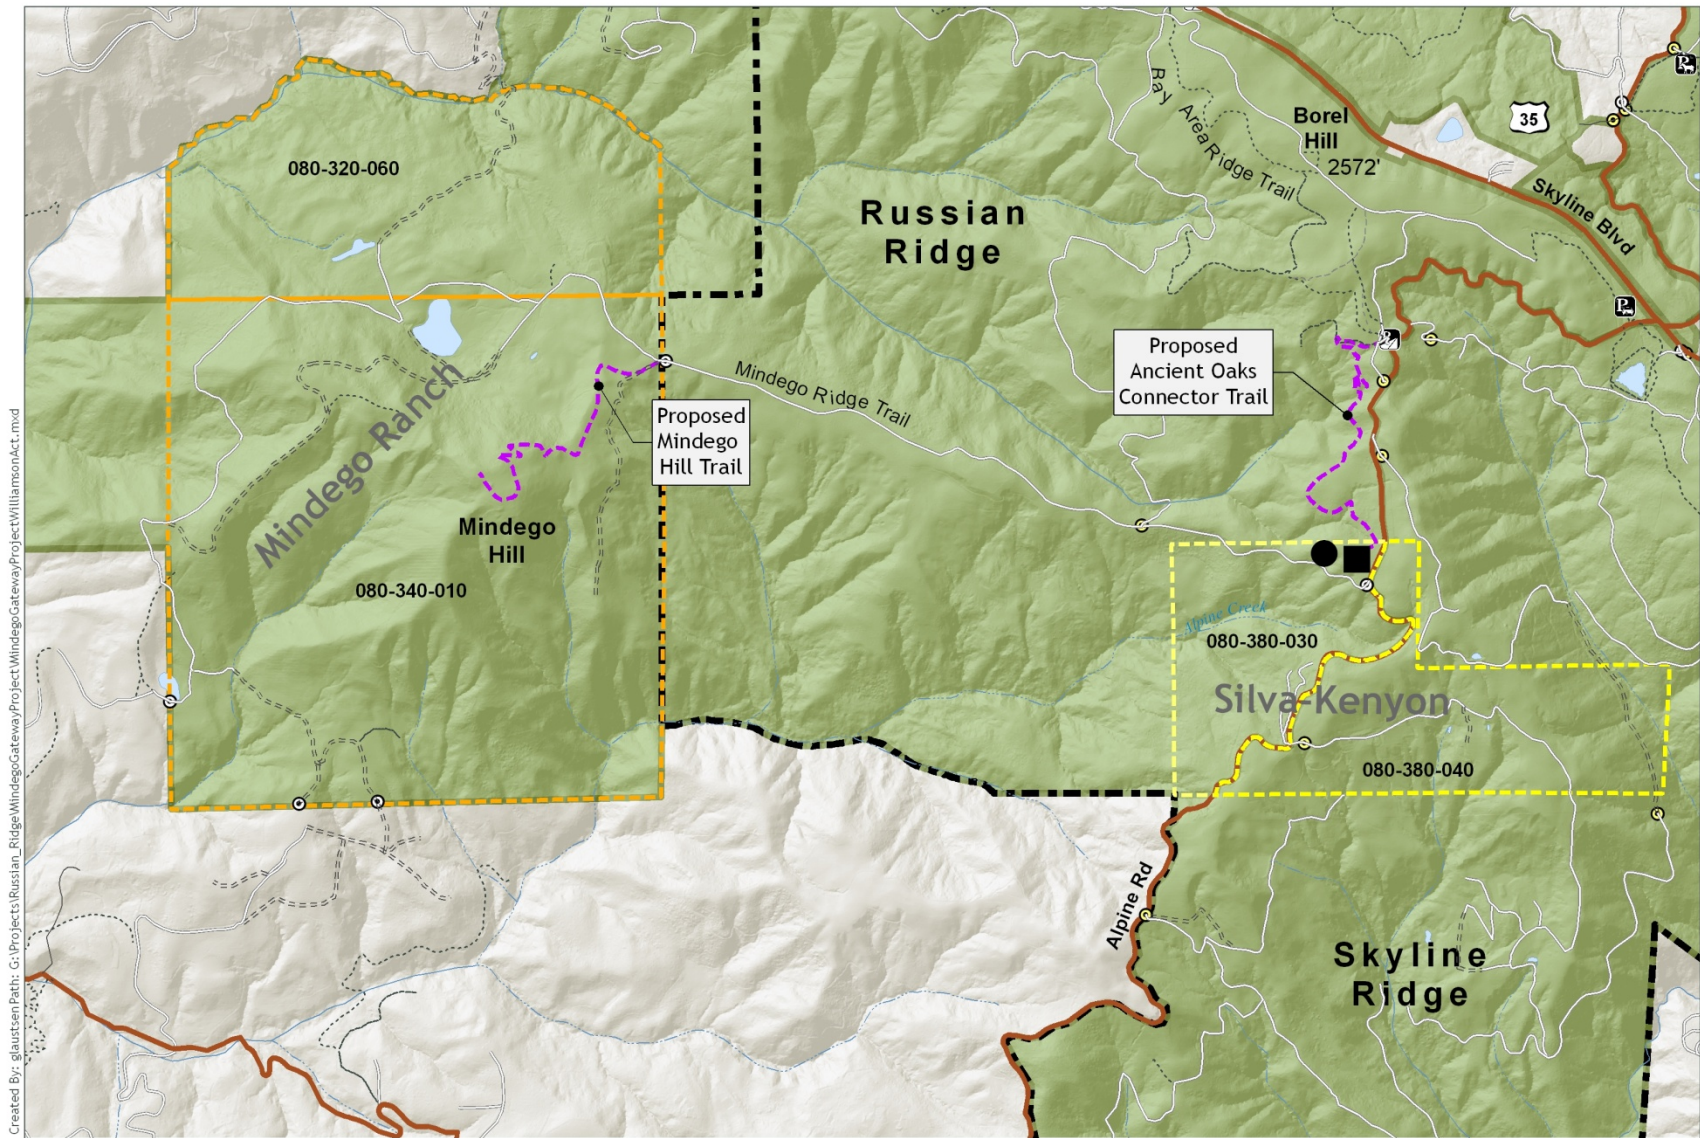 080-320-060
Borel
Hill
2572'
35
Bay Area Ridge Trail
Skyline Blvd
Russian
Ridge
P
P
Proposed
Ancient Oaks
Connector Trail
Mindego Ridge Trail
Proposed
Mindego
Hill Trail
Mindego Ranch
Mindego
Hill
080-340-010
Alpine Creek
080-380-030
Silva-Kenyon
080-380-040
Alpine Rd
Skyline
Ridge
Created By: glaustsen Path: G:\Projects\Russian_Ridge\MindegoGatewayProject\MindegoGatewayProjectWilliamsonAct.mxd